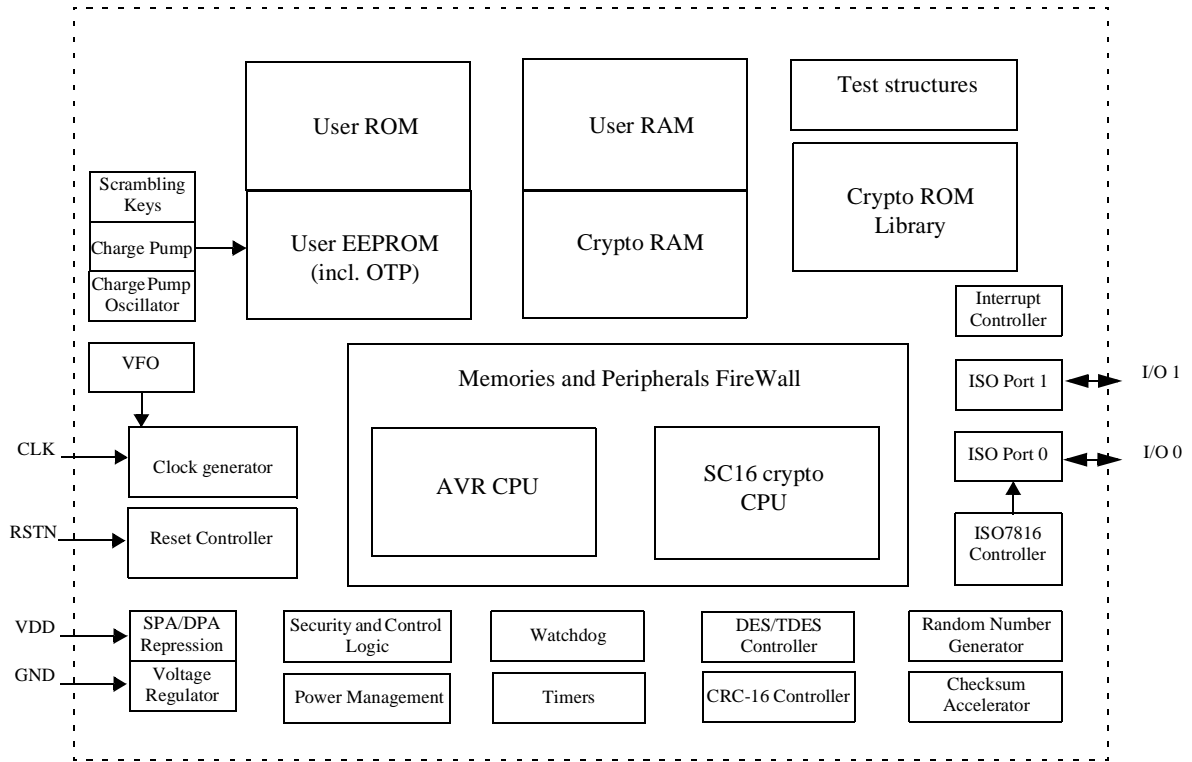 User ROM
User RAM
Test structures
Scrambling
Keys
Charge Pump
Charge Pump
Oscillator
User EEPROM
(incl. OTP)
Crypto RAM
Crypto ROM
Library
Interrupt
Controller
VFO
Memories and Peripherals FireWall
ISO Port 1
I/O 1
CLK
Clock generator
AVR CPU
SC16 crypto
CPU
ISO Port 0
I/O 0
RSTN
Reset Controller
ISO7816
Controller
VDD
SPA/DPA
Repression
Security and Control
Logic
Watchdog
DES/TDES
Controller
Random Number
Generator
GND
Voltage
Regulator
Power Management
Timers
CRC-16 Controller
Checksum
Accelerator